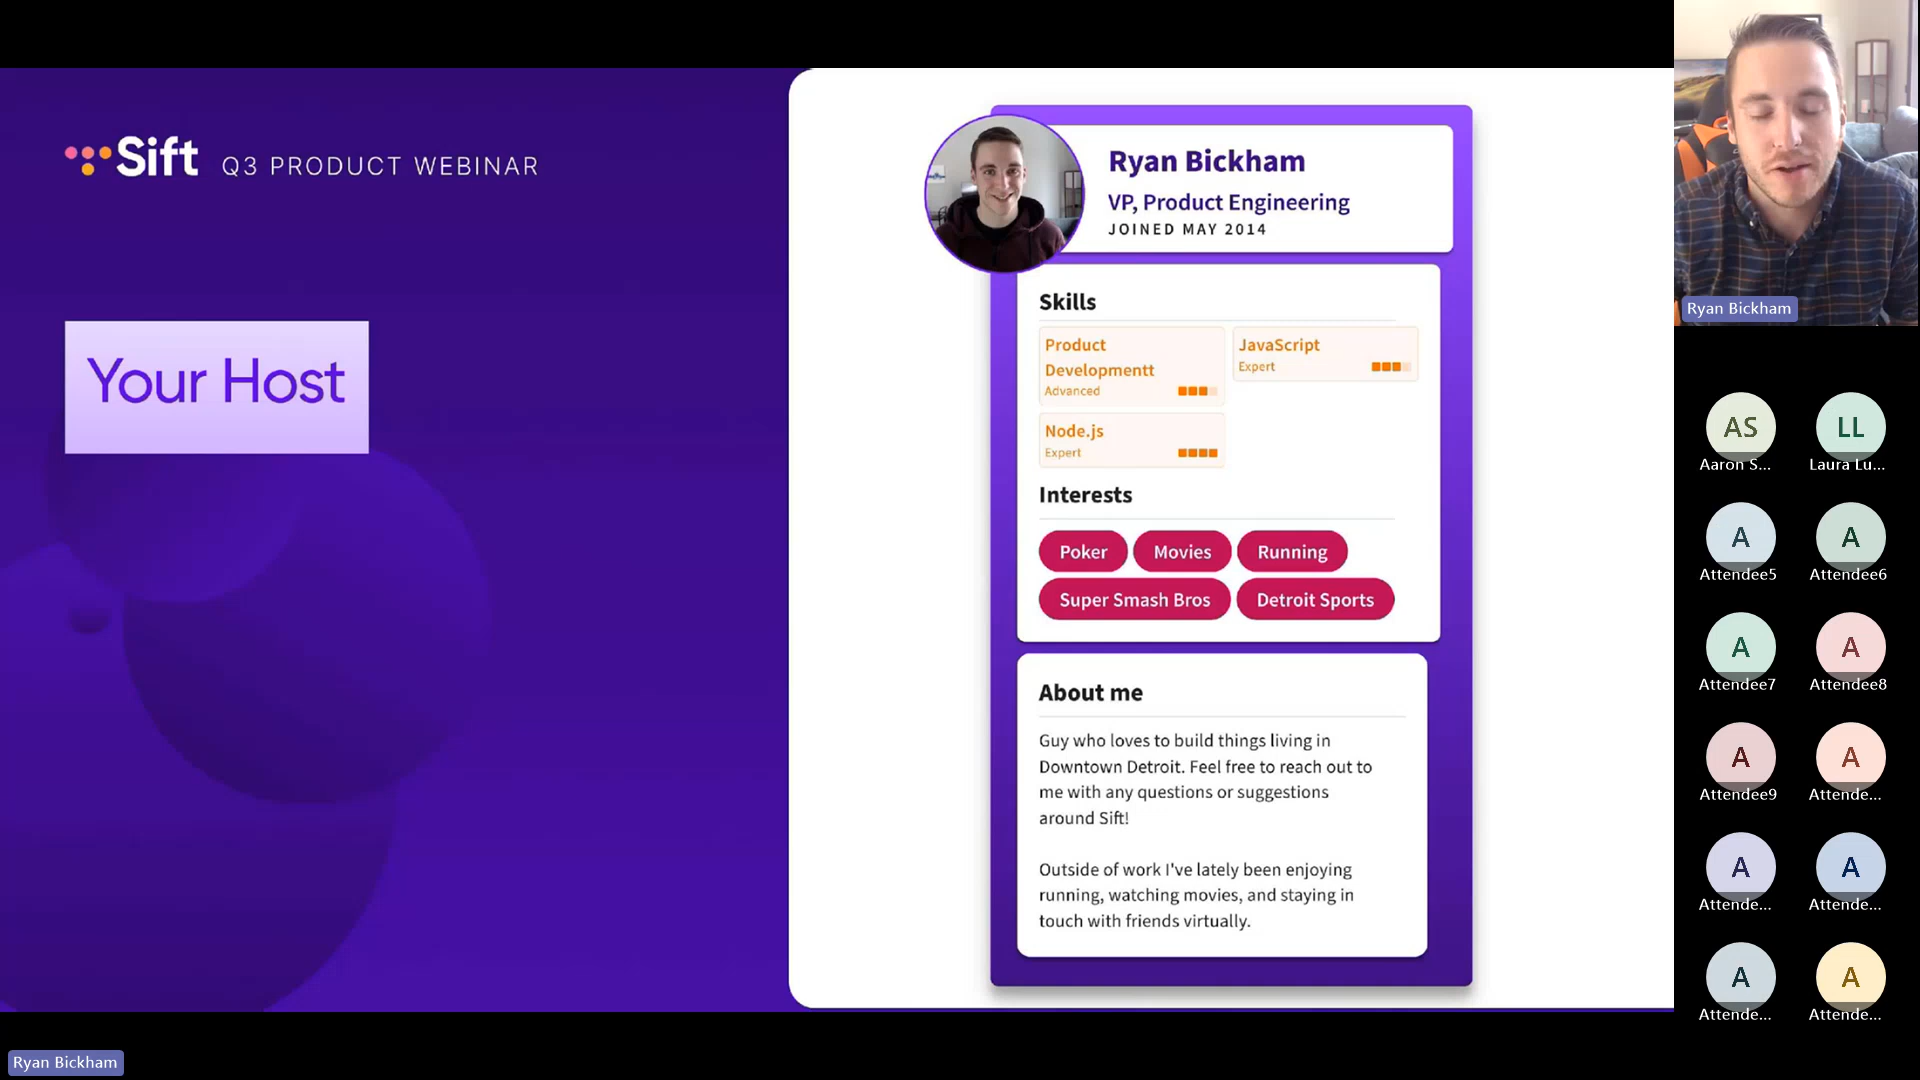 Sift Q3 PRODUCT WEBINAR
Your Host
Ryan Bickham
VP, Product Engineering
JOINED MAY 2014
Skills
Product
Developmentt
Advanced
JavaScript
Expert
Node.js
Expert
Interests
Poker
Movies
Running
Super Smash Bros
Detroit Sports
About me
Guy who loves to build things living in
Downtown Detroit. Feel free to reach out to
me with any questions or suggestions
around Sift!
Outside of work I've lately been enjoying
running, watching movies, and staying in
touch with friends virtually.
Ryan Bickham
AS
Aaron S...
LL
Laura Lu...
A
Attendee5
A
Attendee6
A
Attendee7
A
Attendee8
A
Attendee9
A
Attende...
A
Attende...
A
Attende...
A
Attende...
A
Attende...
Ryan Bickham